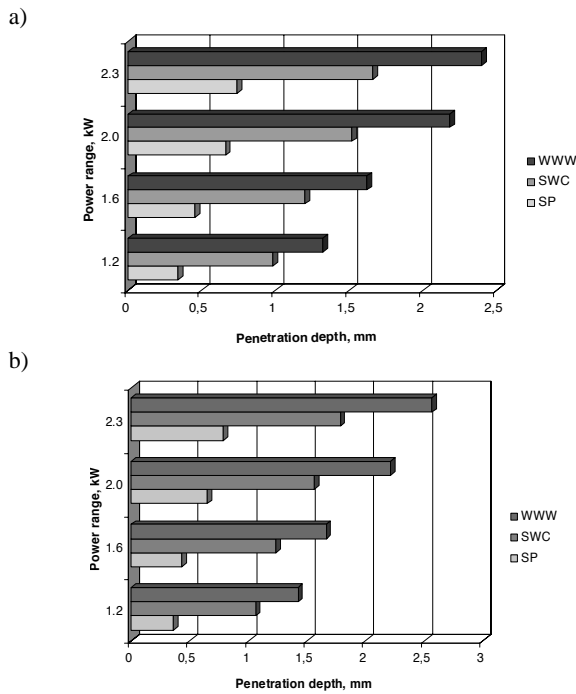 a)
Power range, kW
2.3
2.0
1.6
1.2
0 0,5 1 1,5 2 2,5
Penetration depth, mm
WWW
SWC
SP
b)
Power range, kW
2.3
2.0
1.6
1.2
0 0,5 1 1,5 2 2,5 3
Penetration depth, mm
WWW
SWC
SP